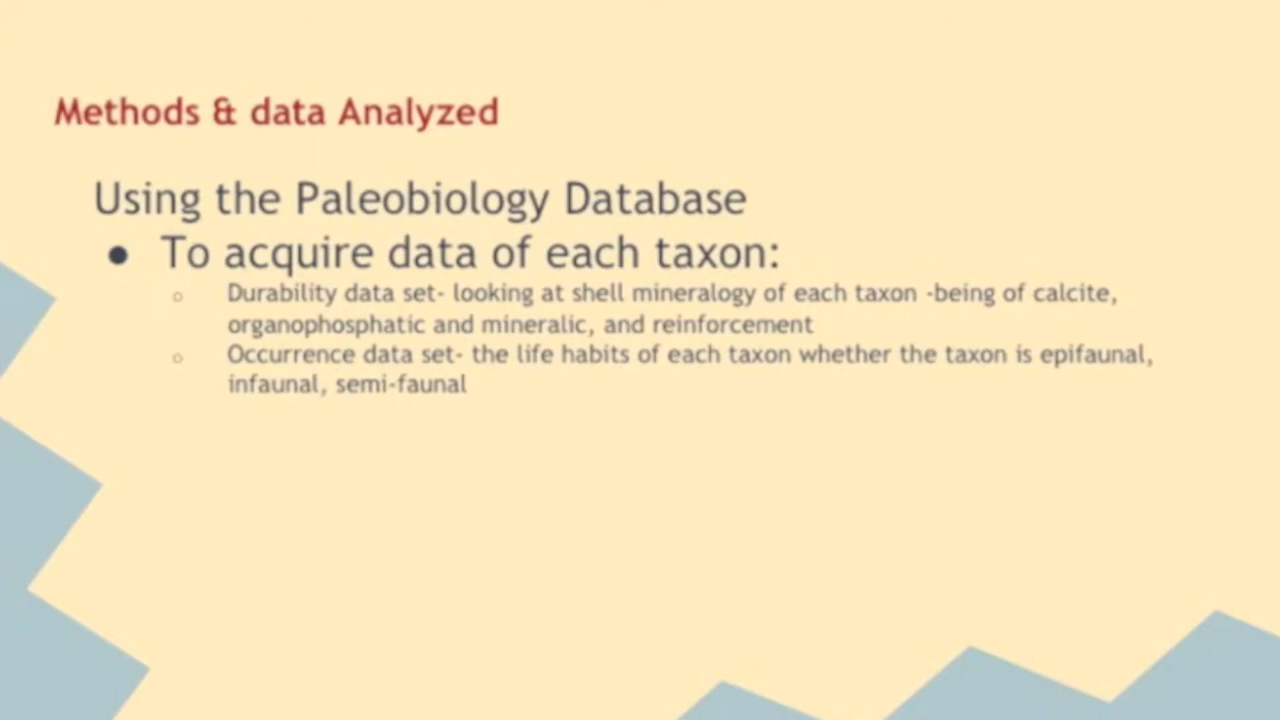 Methods & data Analyzed
Using the Paleobiology Database
● To acquire data of each taxon:
○ Durability data set- looking at shell mineralogy of each taxon -being of calcite,
organophosphatic and mineralic, and reinforcement
○ Occurrence data set- the life habits of each taxon whether the taxon is epifaunal,
infaunal, semi-faunal